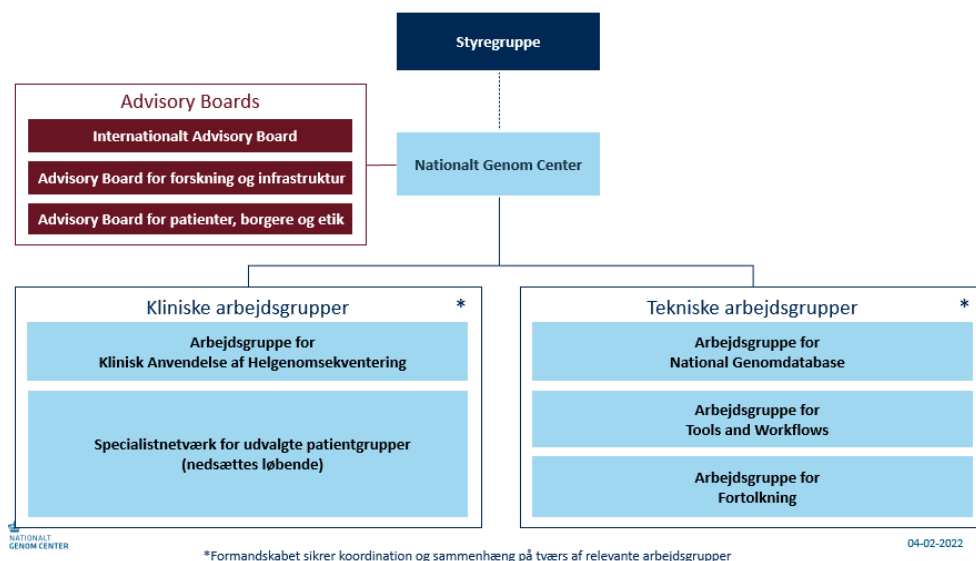 Styregruppe
Advisory Boards
Internationalt Advisory Board
Advisory Board for forskning og infrastruktur
Advisory Board for patienter, borgere og etik
Nationalt Genom Center
Kliniske arbejdsgrupper *
Arbejdsgruppe for
Klinisk Anvendelse af Helgenomsekventering
Specialistnetværk for udvalgte patientgrupper
(nedsættes løbende)
Tekniske arbejdsgrupper *
Arbejdsgruppe for
National Genomdatabase
Arbejdsgruppe for
Tools and Workflows
Arbejdsgruppe for
Fortolkning
NATIONALT
GENOM CENTER
*Formandskabet sikrer koordination og sammenhæng på tværs af relevante arbejdsgrupper
04-02-2022